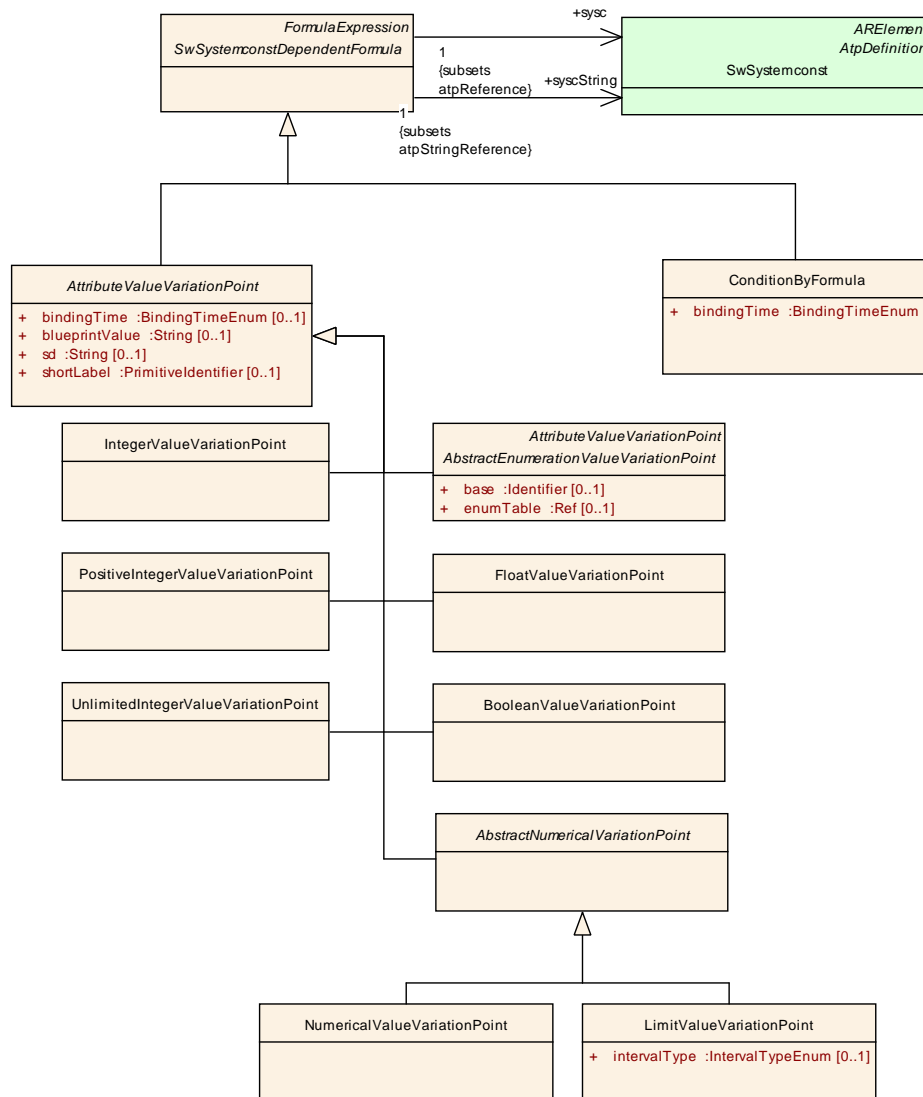 +sysc
FormulaExpression
SwSystemconstDependentFormula
ARElemen
AtpDefinition
SwSystemconst
1
{subsets
atpReference}
+syscString
1
{subsets
atpStringReference}
AttributeValueVariationPoint
+ bindingTime :BindingTimeEnum [0..1]
+ blueprintValue :String [0..1]
+ sd :String [0..1]
+ shortLabel :PrimitiveIdentifier [0..1]
ConditionByFormula
+ bindingTime :BindingTimeEnum
IntegerValueVariationPoint
AttributeValueVariationPoint
AbstractEnumerationValueVariationPoint
+ base :Identifier [0..1]
+ enumTable :Ref [0..1]
PositiveIntegerValueVariationPoint
FloatValueVariationPoint
UnlimitedIntegerValueVariationPoint
BooleanValueVariationPoint
AbstractNumericalVariationPoint
NumericalValueVariationPoint
LimitValueVariationPoint
+ intervalType :IntervalTypeEnum [0..1]